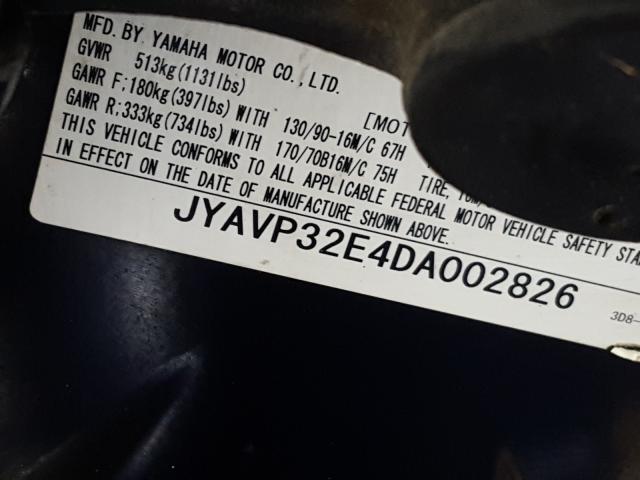 MFD. BY YAMAHA MOTOR CO.,LTD.
GVWR 513kg(1131lbs) [MOT
GAWR F;180kg(397lbs) WITH 130/90-16M/C 67H
GAWR R;333kg(734lbs) WITH 170/70B16M/C 75H TIRE,
THIS VEHICLE CONFORMS TO ALL APPLICABLE FEDERAL MOTOR VEHICLE SAFETY STA
IN EFFECT ON THE DATE OF MANUFACTURE SHOWN ABOVE.
JYAVP32E4DA002826
3D8-